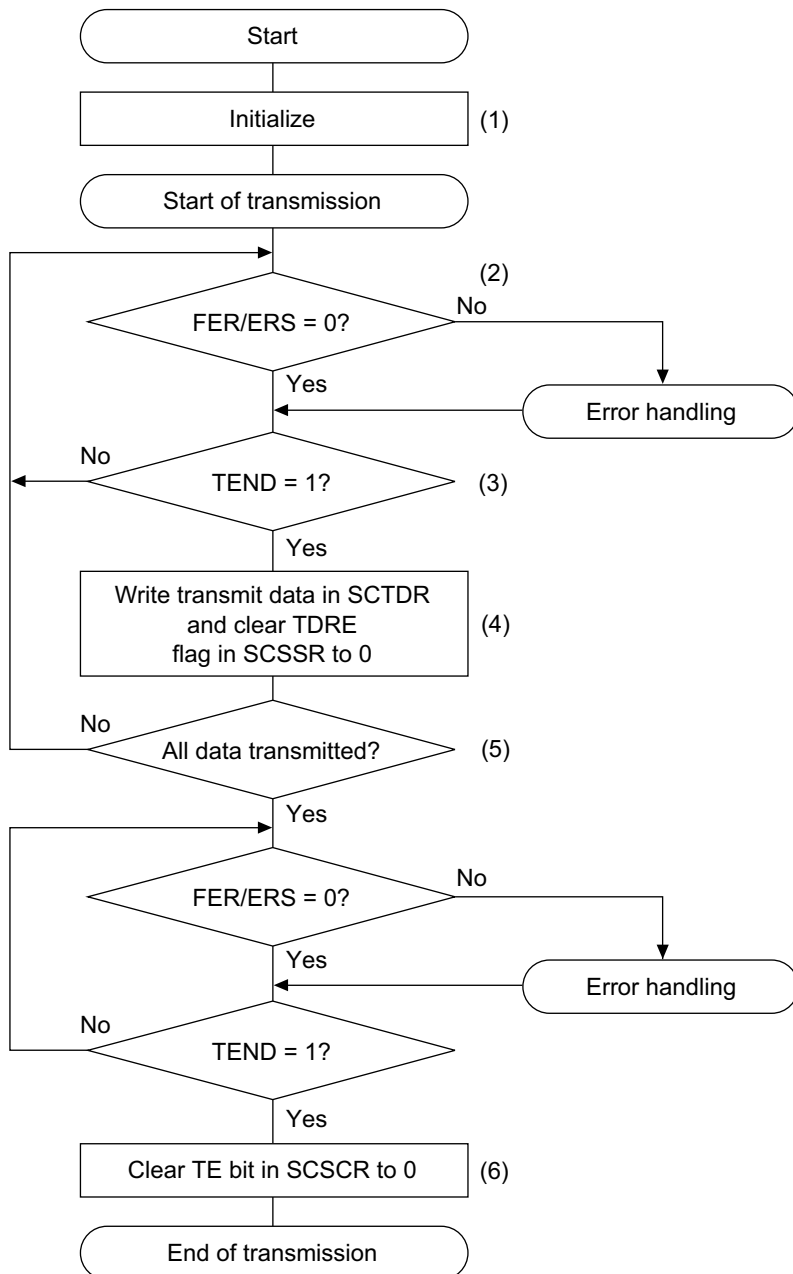 Start
Initialize
(1)
Start of transmission
(2)
FER/ERS = 0?
No
Yes
Error handling
No
TEND = 1?
(3)
Yes
Write transmit data in SCTDR
and clear TDRE
flag in SCSSR to 0
(4)
No
All data transmitted?
(5)
Yes
FER/ERS = 0?
No
Yes
Error handling
No
TEND = 1?
Yes
Clear TE bit in SCSCR to 0
(6)
End of transmission